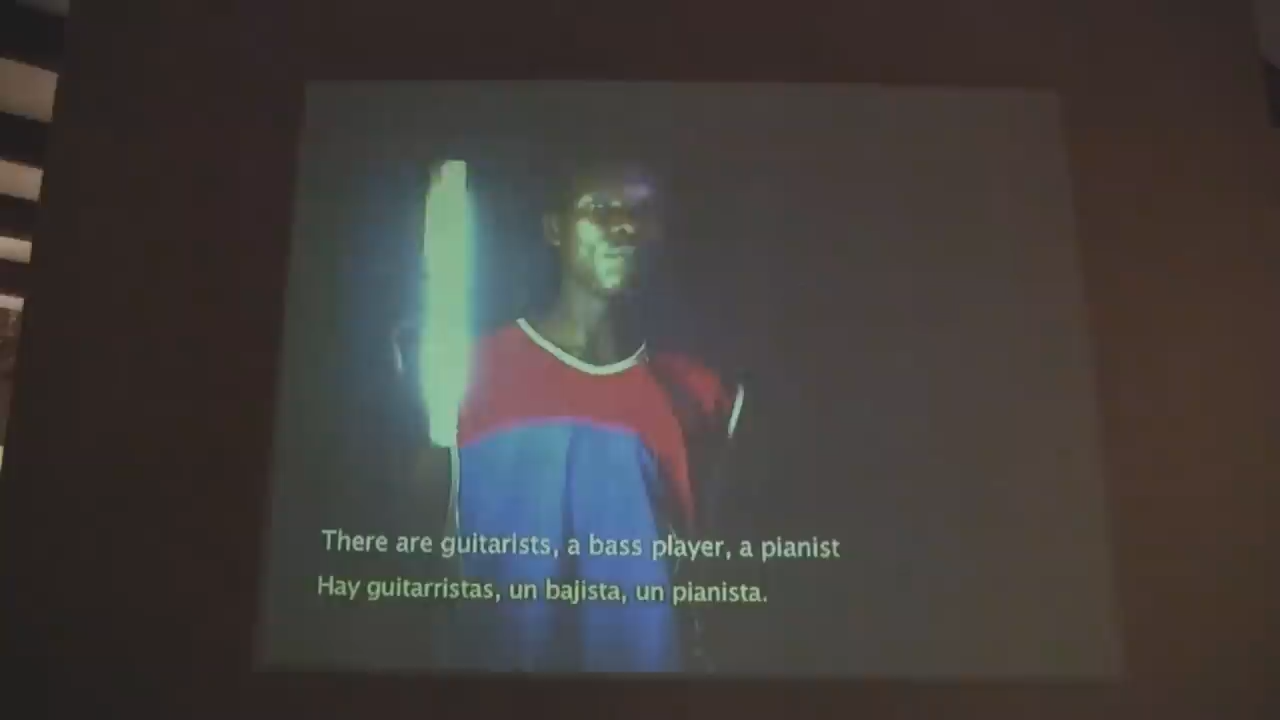 There are guitarists, a bass player, a pianist
Hay guitarristas, un bajista, un pianista.